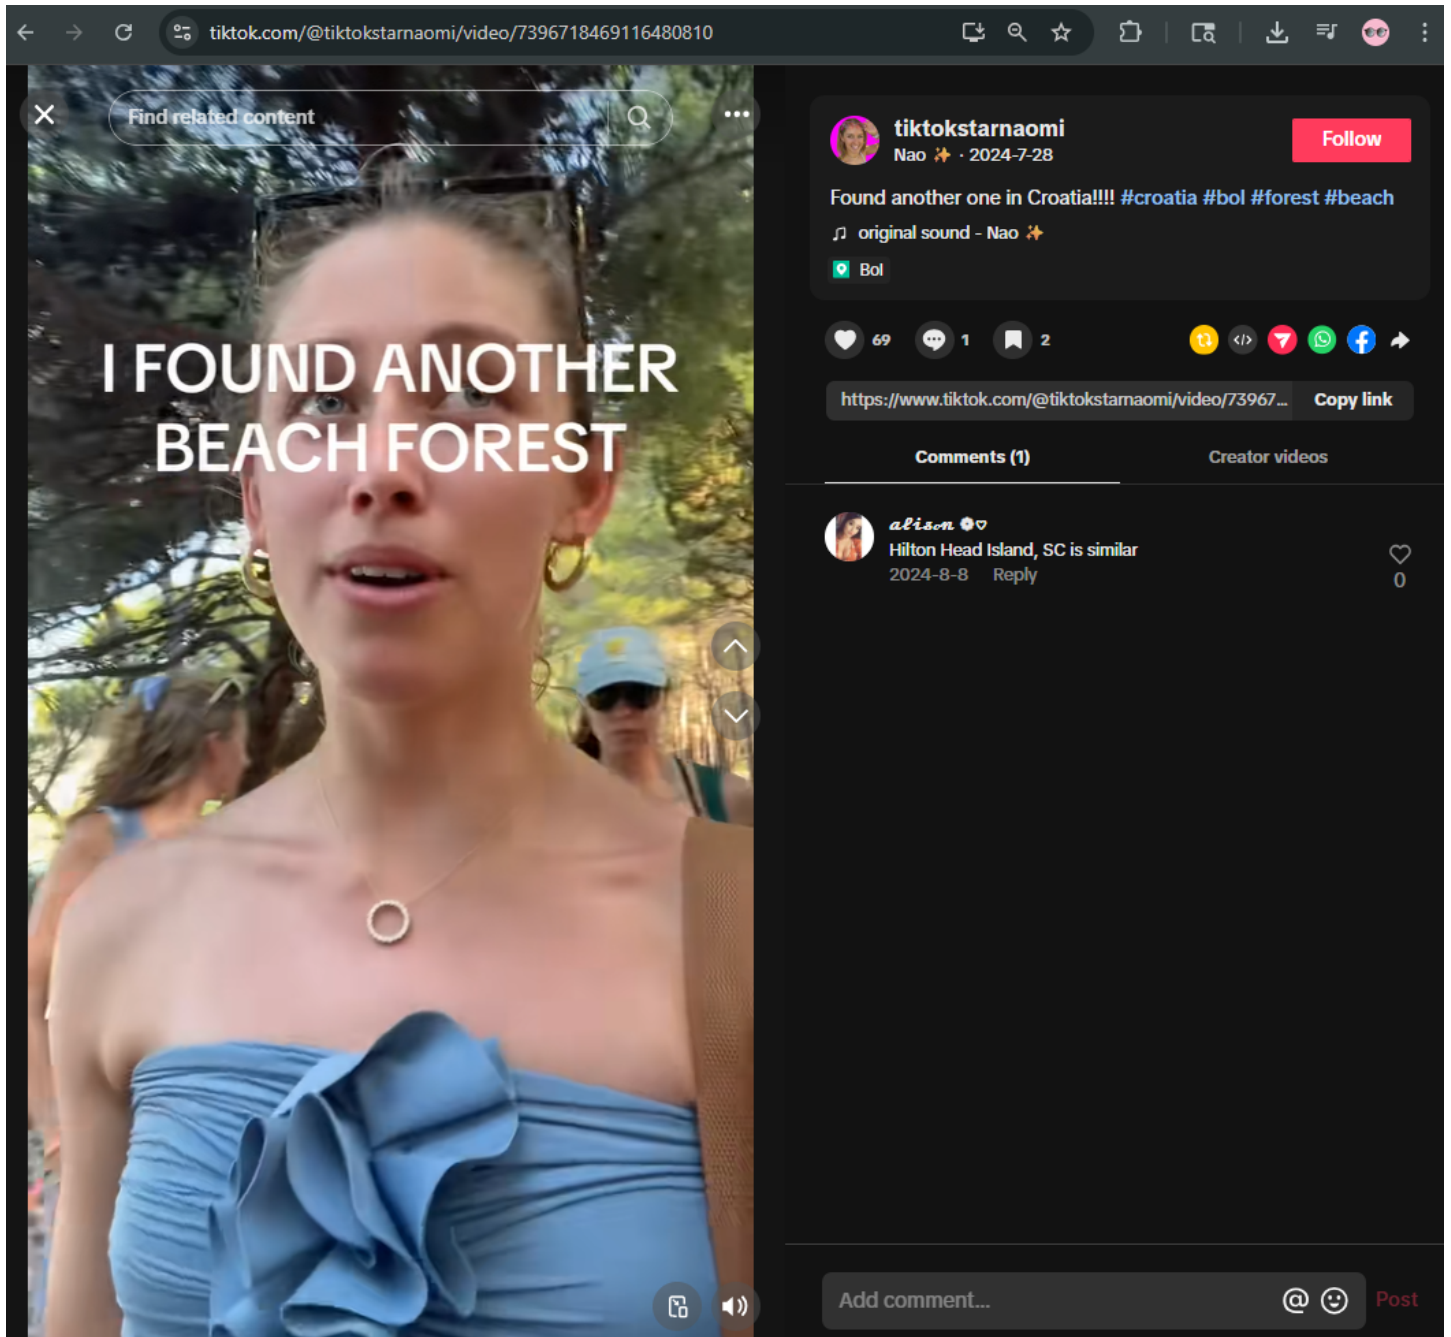 tiktok.com/@tiktokstarnaomi/video/7396718469116480810
Find related content
I FOUND ANOTHER
BEACH FOREST
tiktokstarnaomi
Nao ✨ · 2024-7-28
Follow
Found another one in Croatia!!!! #croatia #bol #forest #beach
original sound - Nao ✨
Bol
69
1
2
https://www.tiktok.com/@tiktokstarnaomi/video/73967...
Copy link
Comments (1)
Creator videos
𝓪𝓵𝓲𝓼𝓸𝓷 ❁♡
Hilton Head Island, SC is similar
2024-8-8
Reply
0
Add comment...
@
Post